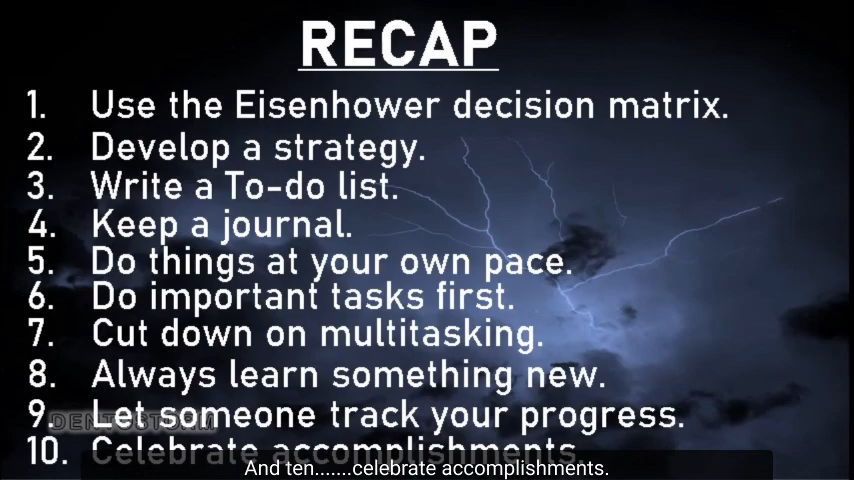 RECAP
1. Use the Eisenhower decision matrix.
2. Develop a strategy.
3. Write a To-do list.
4. Keep a journal.
5. Do things at your own pace.
6. Do important tasks first.
7. Cut down on multitasking.
8. Always learn something new.
9. Let someone track your progress.
10. Celebrate accomplishments.
And ten.......celebrate accomplishments.